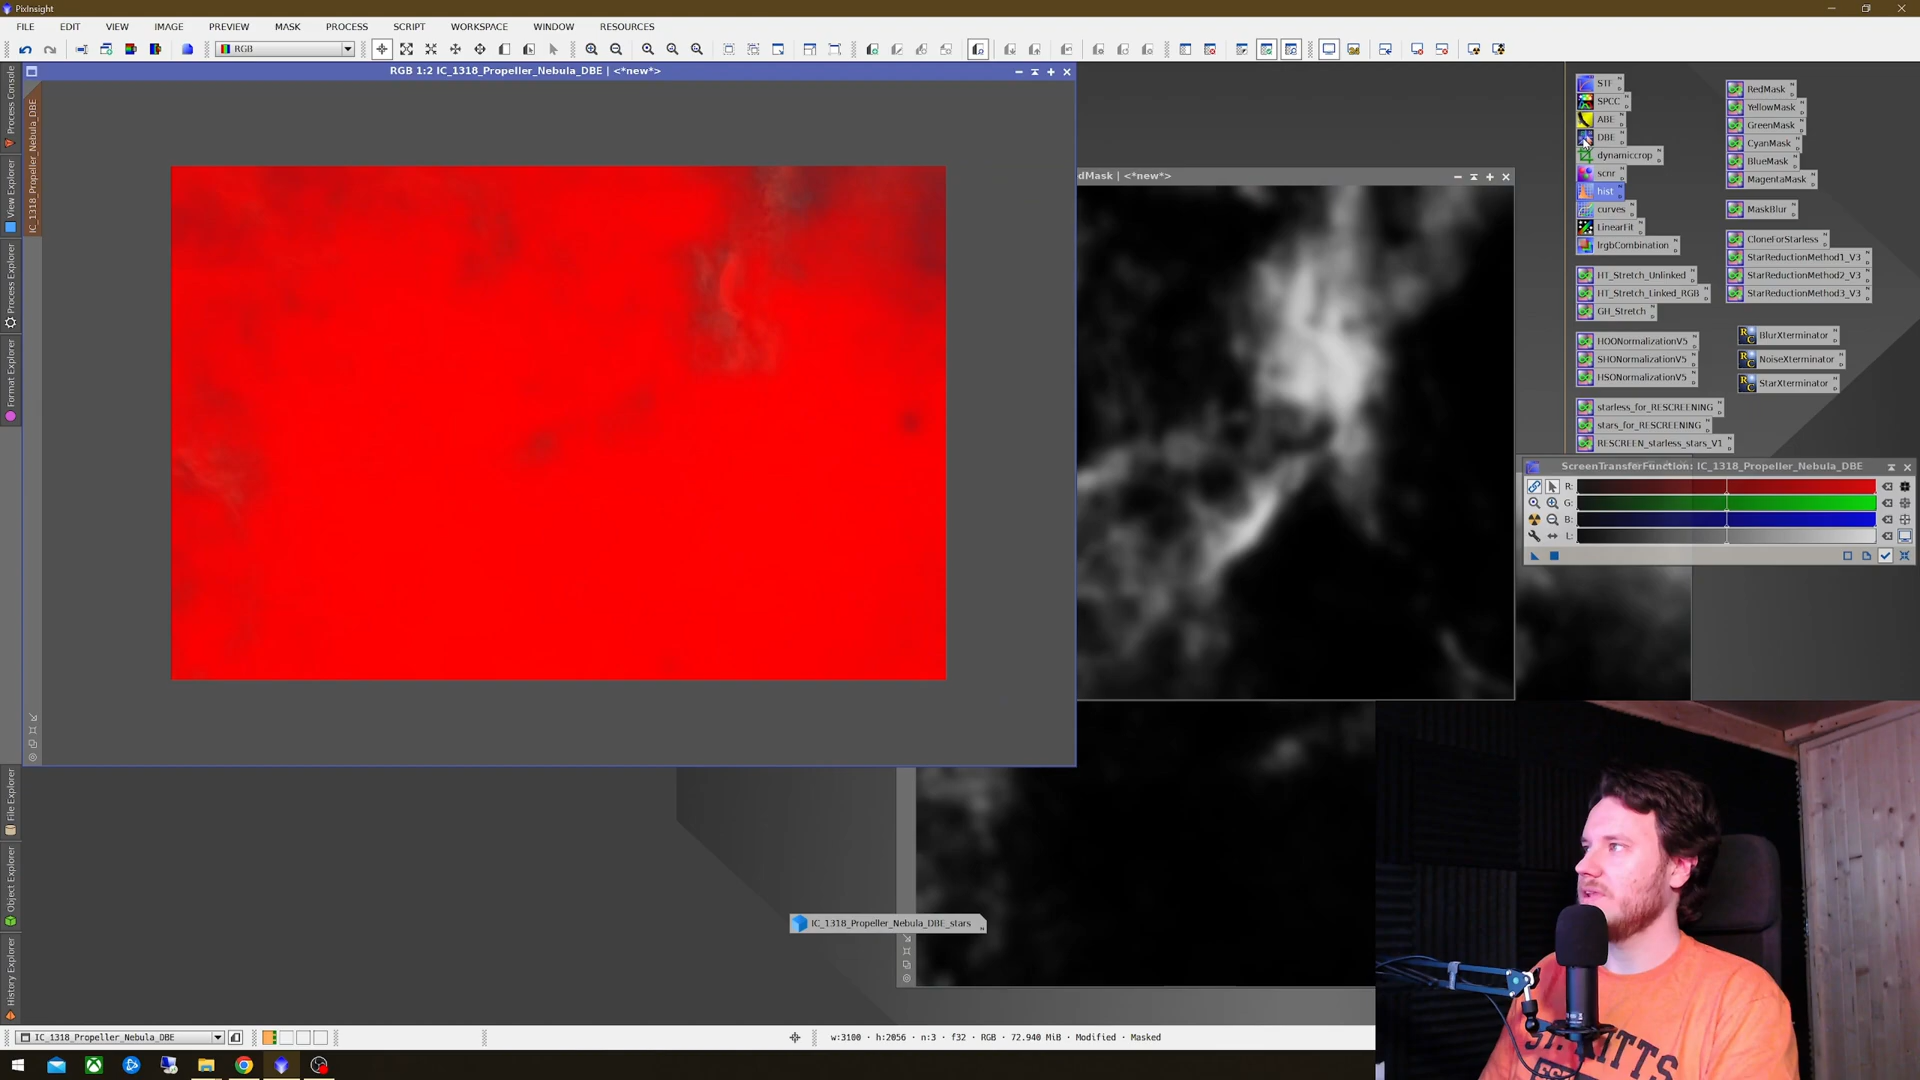 PixInsight
FILE EDIT VIEW IMAGE PREVIEW MASK PROCESS SCRIPT WORKSPACE WINDOW RESOURCES
RGB
RGB 1:2 IC_1318_Propeller_Nebula_DBE | <*new*>
IC_1318_Propeller_Nebula_DBE
Process Console
View Explorer
Process Explorer
Format Explorer
File Explorer
Object Explorer
History Explorer
dMask | <*new*>
STF
SPCC
ABE
DBE
dynamiccrop
scnr
hist
curves
LinearFit
lrgbCombination
HT_Stretch_Unlinked
HT_Stretch_Linked_RGB
GH_Stretch
HOONormalizationV5
SHONormalizationV5
HSONormalizationV5
starless_for_RESCREENING
stars_for_RESCREENING
RESCREEN_starless_stars_V1
RedMask
YellowMask
GreenMask
CyanMask
BlueMask
MagentaMask
MaskBlur
CloneForStarless
StarReductionMethod1_V3
StarReductionMethod2_V3
StarReductionMethod3_V3
BlurXterminator
NoiseXterminator
StarXterminator
ScreenTransferFunction: IC_1318_Propeller_Nebula_DBE
R:
G:
B:
L:
IC_1318_Propeller_Nebula_DBE_stars
IC_1318_Propeller_Nebula_DBE
w:3100 · h:2056 · n:3 · f32 · RGB · 72.940 MiB · Modified · Masked